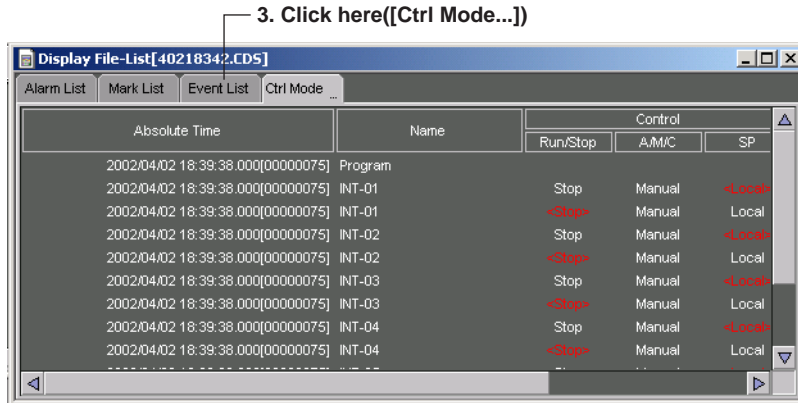 3. Click here([Ctrl Mode...])
Display File-List[40218342.CDS]
Alarm List Mark List Event List Ctrl Mode ...
Absolute Time Name Control
Run/Stop A/M/C SP
2002/04/02 18:39:38.000[00000075] Program
2002/04/02 18:39:38.000[00000075] INT-01 Stop Manual <Local>
2002/04/02 18:39:38.000[00000075] INT-01 <Stop> Manual Local
2002/04/02 18:39:38.000[00000075] INT-02 Stop Manual <Local>
2002/04/02 18:39:38.000[00000075] INT-02 <Stop> Manual Local
2002/04/02 18:39:38.000[00000075] INT-03 Stop Manual <Local>
2002/04/02 18:39:38.000[00000075] INT-03 <Stop> Manual Local
2002/04/02 18:39:38.000[00000075] INT-04 Stop Manual <Local>
2002/04/02 18:39:38.000[00000075] INT-04 <Stop> Manual Local